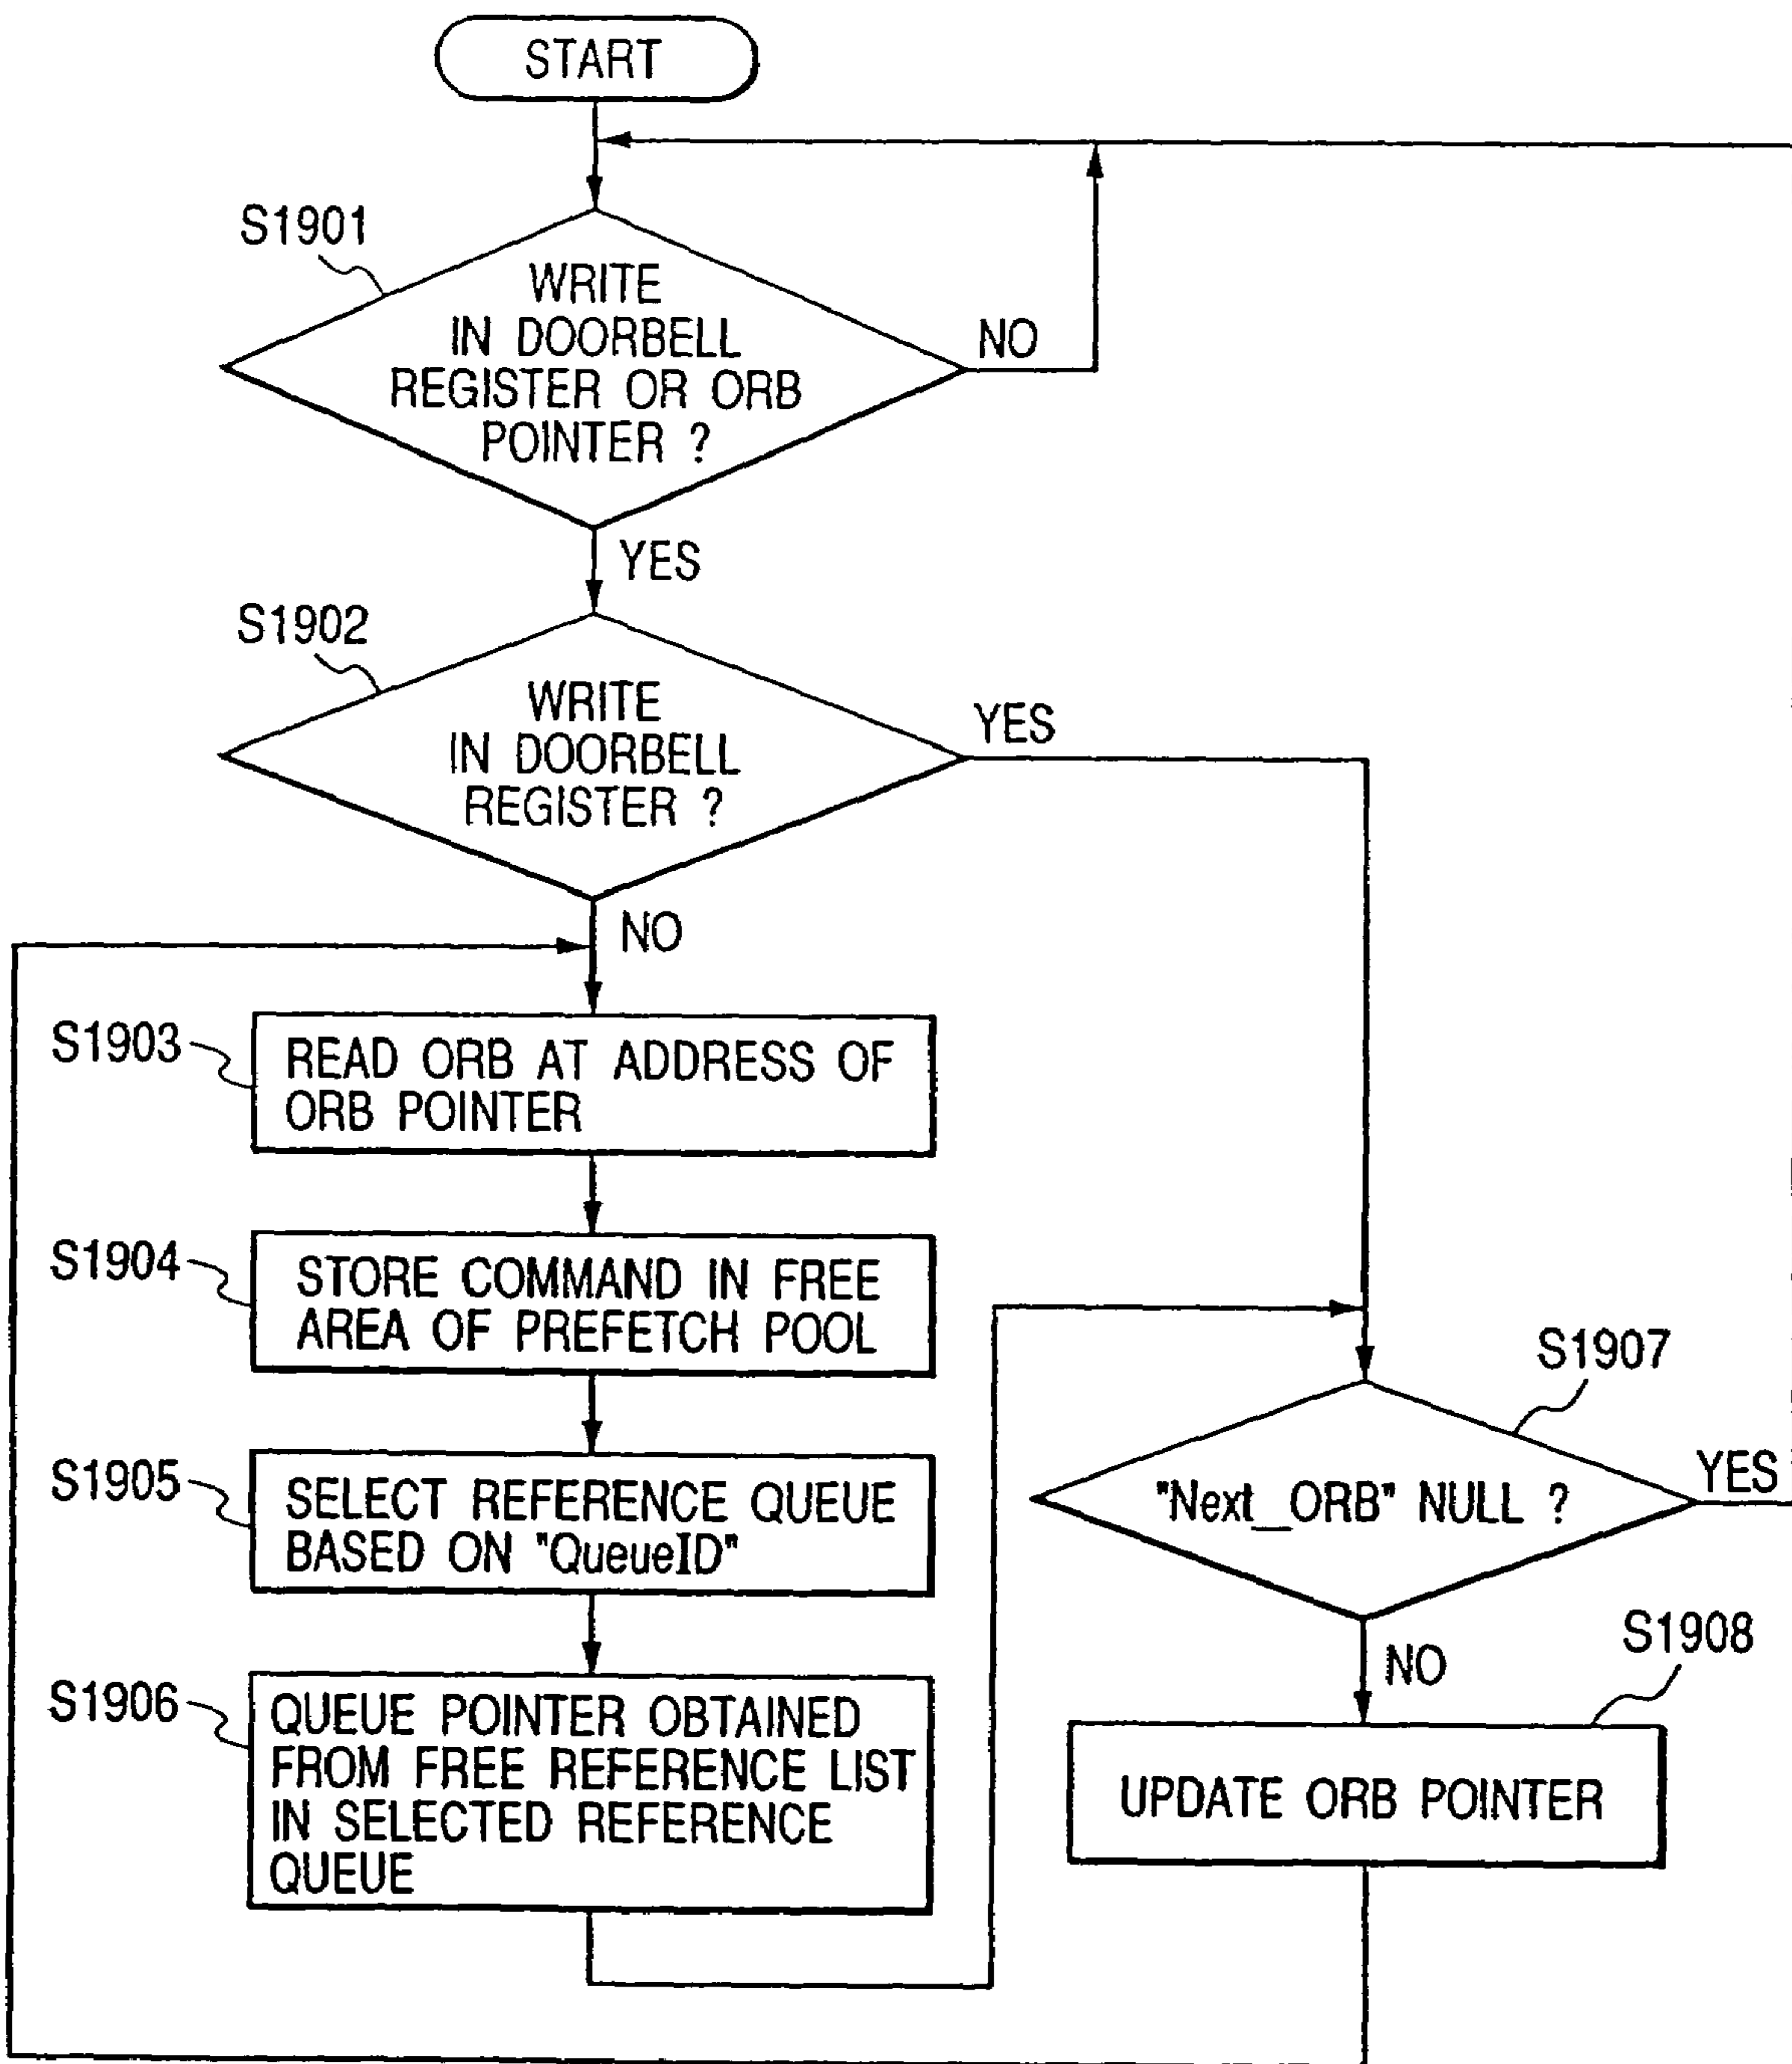 START
S1901
WRITE
IN DOORBELL
REGISTER OR ORB
POINTER ?
NO
YES
S1902
WRITE
IN DOORBELL
REGISTER ?
YES
NO
S1903
READ ORB AT ADDRESS OF
ORB POINTER
S1904
STORE COMMAND IN FREE
AREA OF PREFETCH POOL
S1905
SELECT REFERENCE QUEUE
BASED ON "QueueID"
S1906
QUEUE POINTER OBTAINED
FROM FREE REFERENCE LIST
IN SELECTED REFERENCE
QUEUE
S1907
"Next_ORB" NULL ?
YES
NO
S1908
UPDATE ORB POINTER